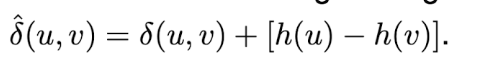 δ̂(u, v) = δ(u, v) + [h(u) − h(v)].